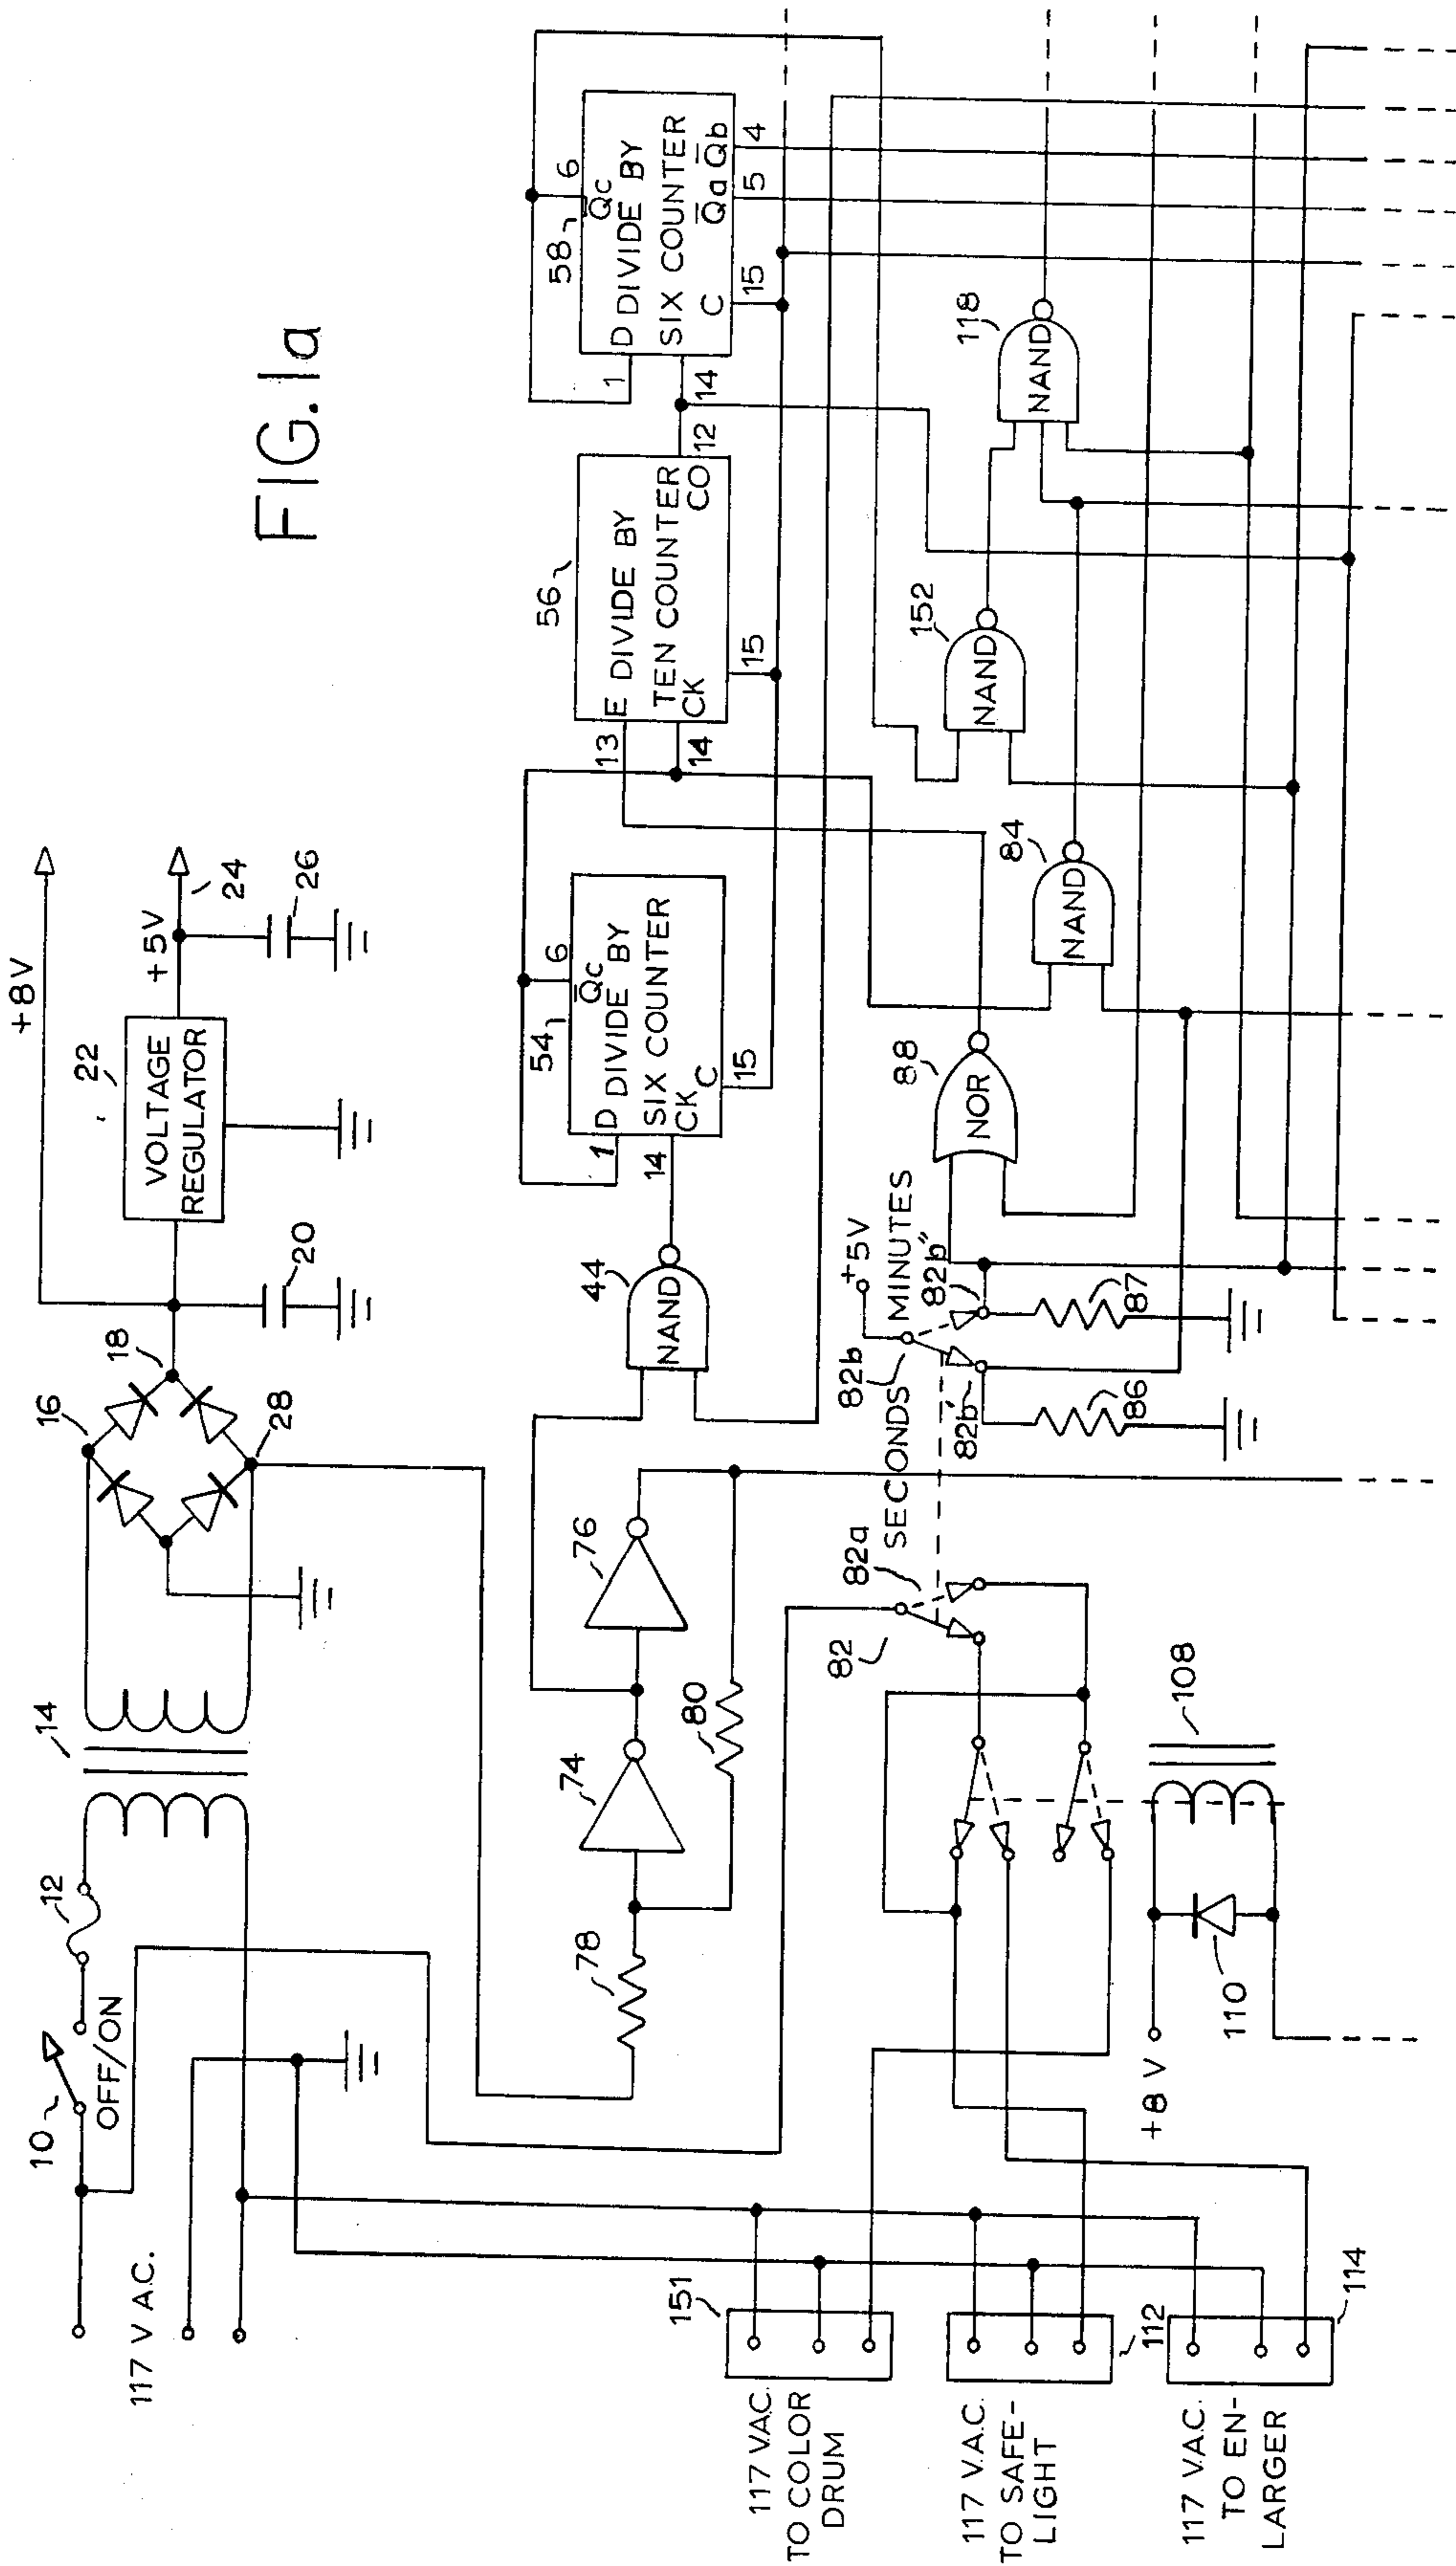 FIG. 1a
+8V
+5V
24
26
22
VOLTAGE
REGULATOR
20
18
16
28
14
12
10
OFF/ON
117 V A.C.
6
58
Q̅c
D DIVIDE BY
SIX COUNTER
C
Q̅a Q̅b
1
14
15
5
4
56
E DIVIDE BY
TEN COUNTER
CK
CO
13
14
15
12
6
54
Q̅c
D DIVIDE BY
SIX COUNTER
CK
C
1
14
15
44
NAND
76
74
78
80
118
NAND
152
NAND
84
NAND
88
NOR
+5V
MINUTES
82b
82b"
SECONDS
82b'
87
86
82a
82
108
110
+8 V
151
117 V.A.C.
TO COLOR
DRUM
112
117 V.A.C.
TO SAFE-
LIGHT
114
117 V.A.C.
TO EN-
LARGER